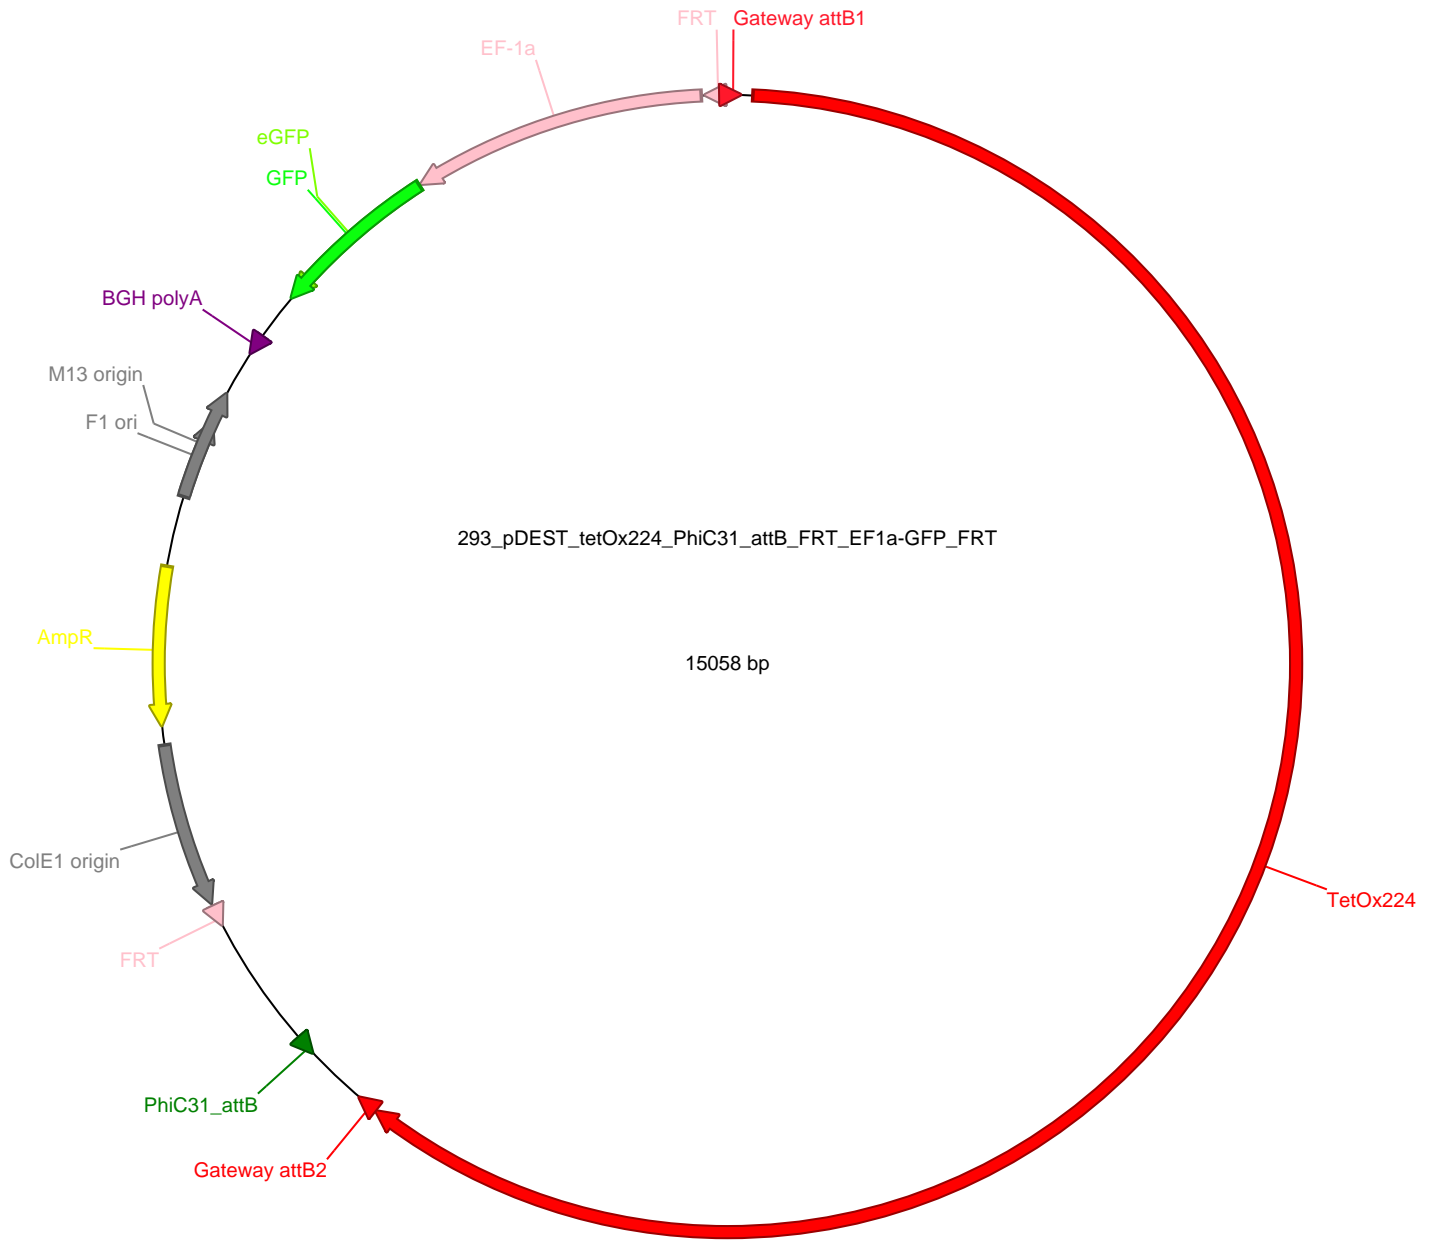 FRT
Gateway attB1
EF-1a
eGFP
GFP
BGH polyA
M13 origin
F1 ori
293_pDEST_tetOx224_PhiC31_attB_FRT_EF1a-GFP_FRT
AmpR
15058 bp
ColE1 origin
TetOx224
FRT
PhiC31_attB
Gateway attB2